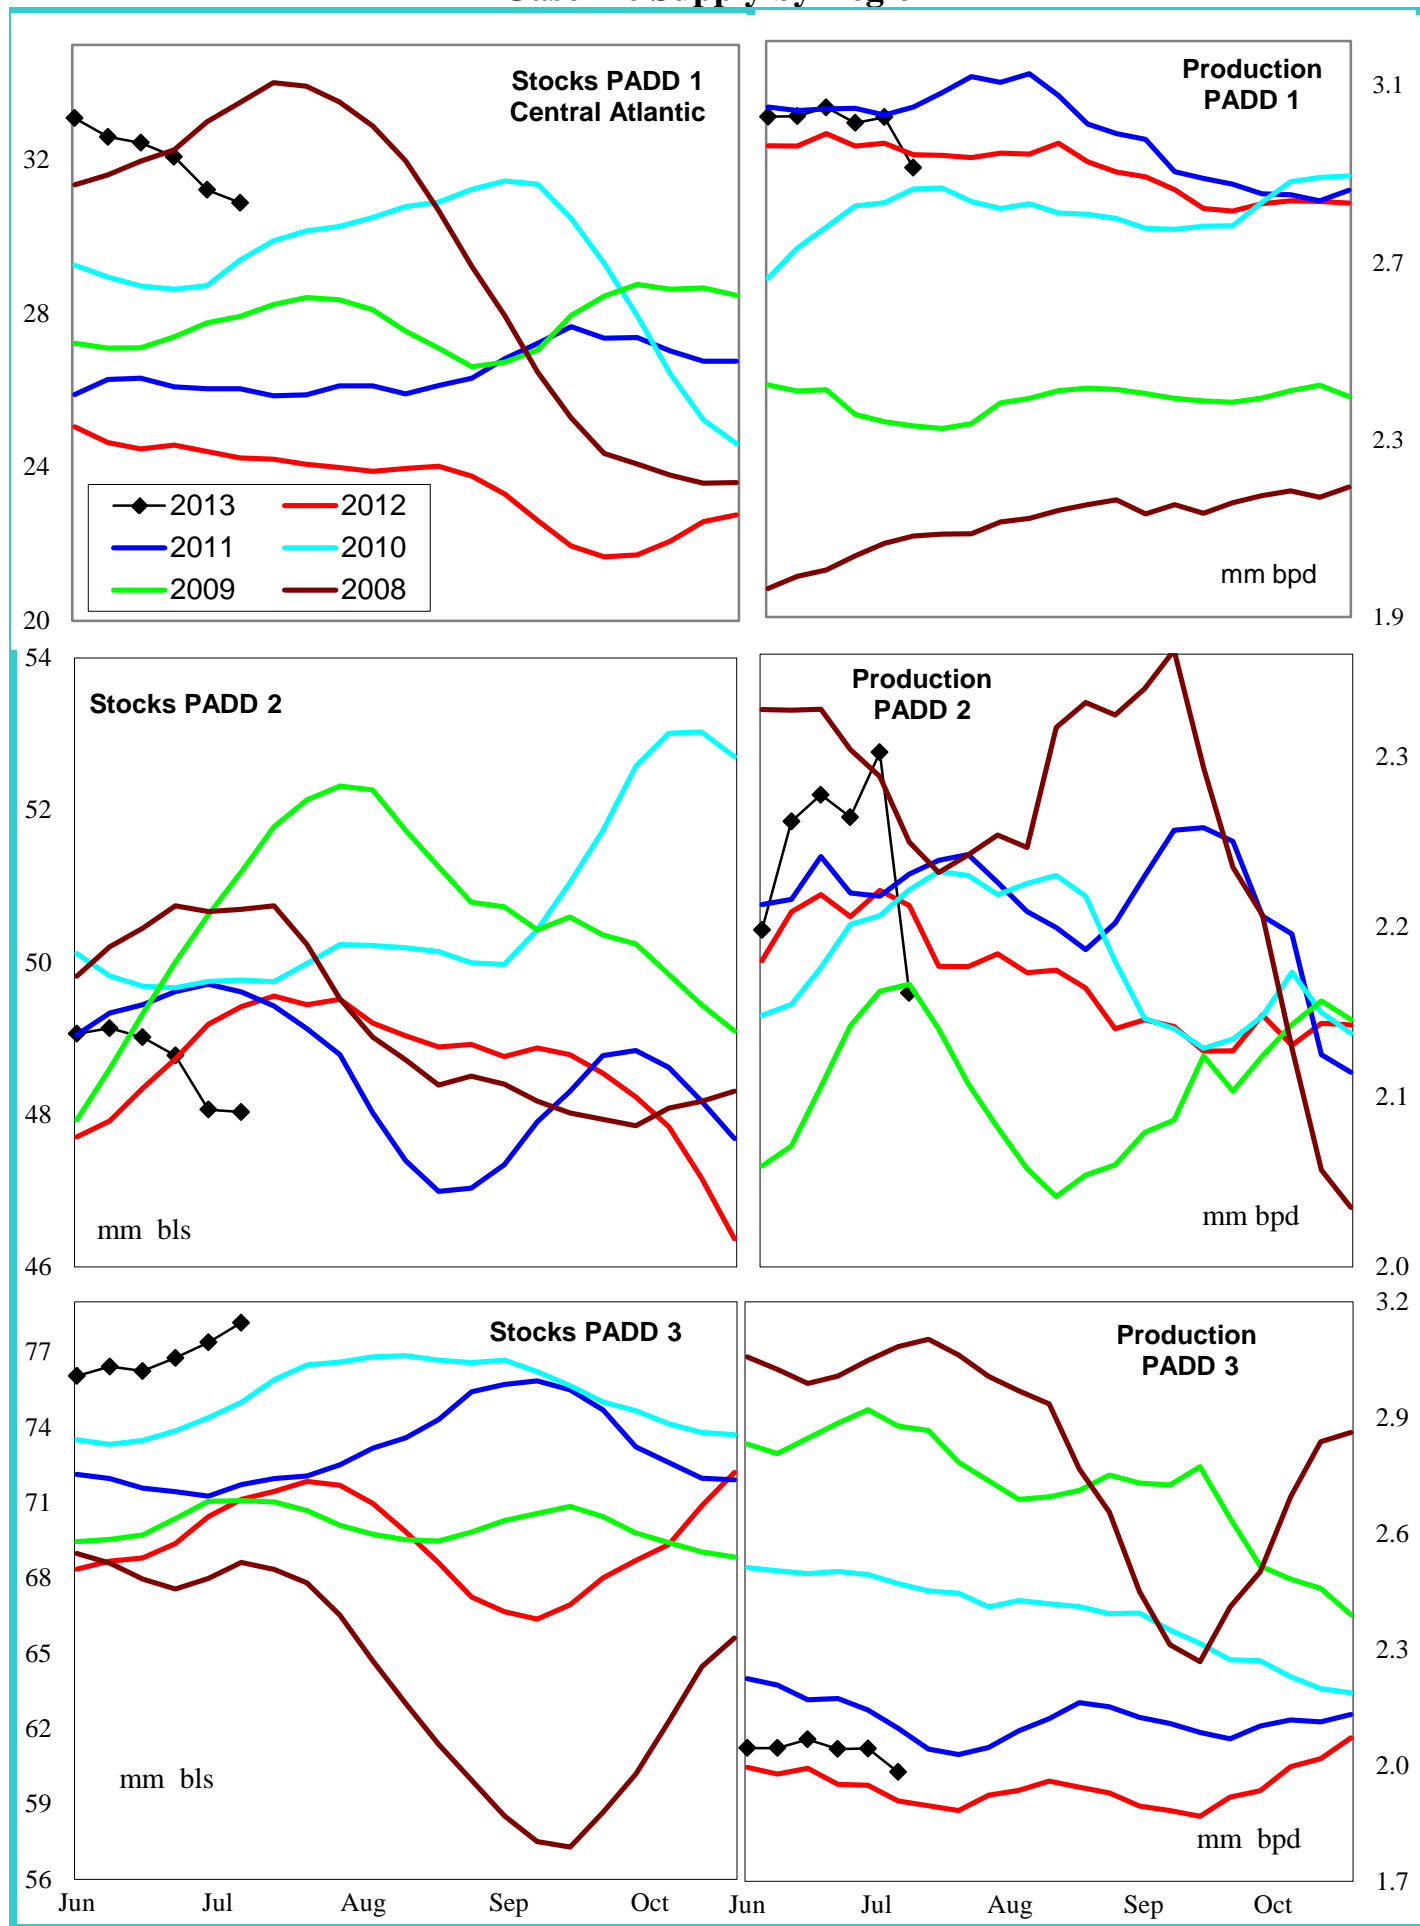 Supply by
Stocks PADD 1
Central Atlantic
32
28
24
20
2013 2012
2011 2010
2009 2008
Production
PADD 1
3.1
2.7
2.3
1.9
mm bpd
Stocks PADD 2
54
52
50
48
46
mm bls
Production
PADD 2
2.3
2.2
2.1
2.0
mm bpd
Stocks PADD 3
77
74
71
68
65
62
59
56
mm bls
Jun Jul Aug Sep Oct
Production
PADD 3
3.2
2.9
2.6
2.3
2.0
1.7
mm bpd
Jun Jul Aug Sep Oct